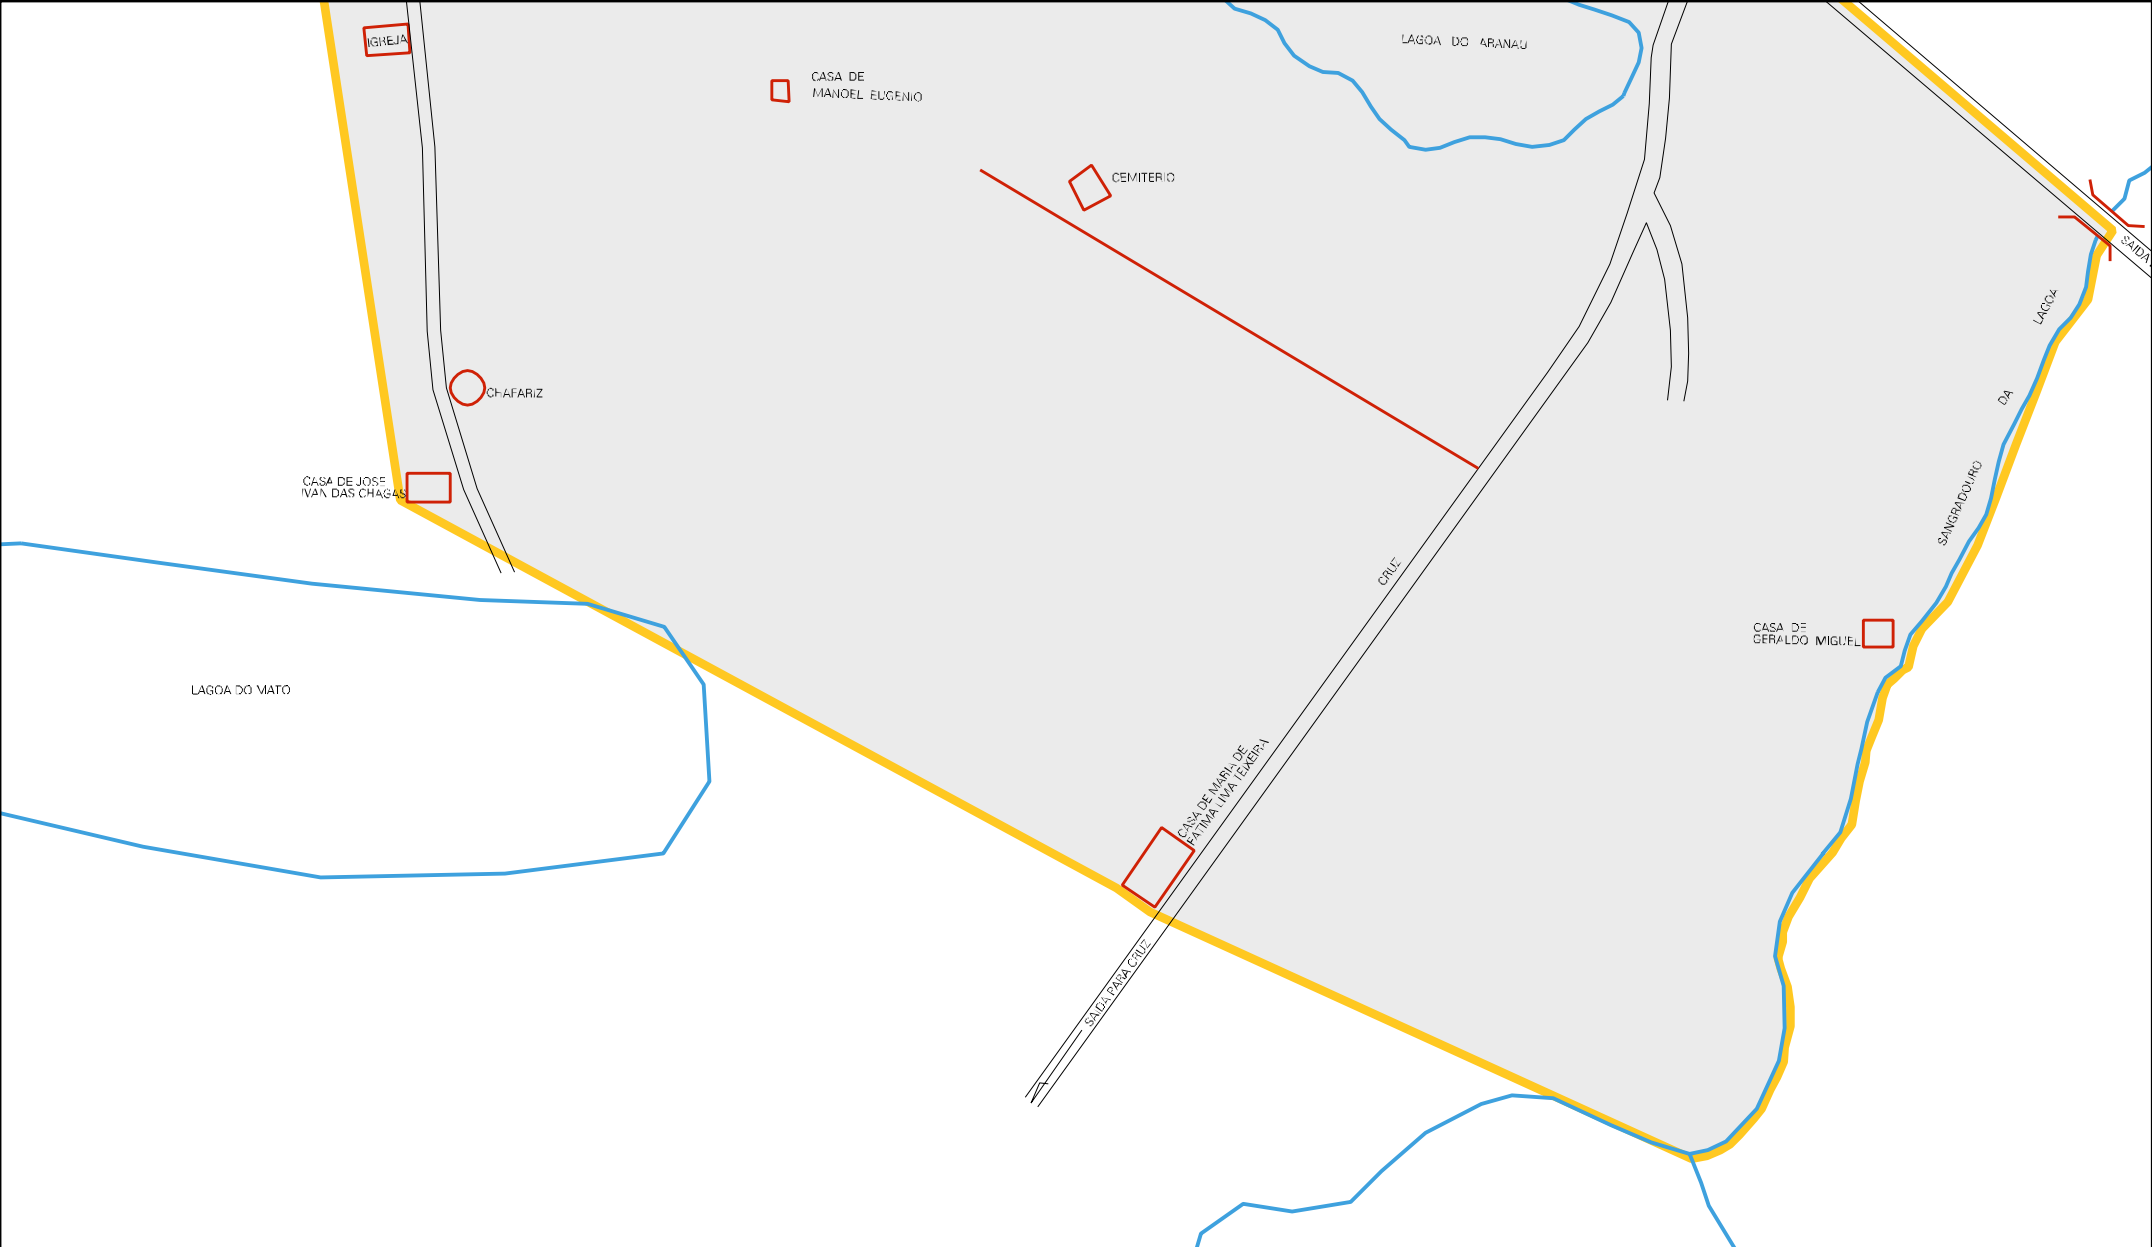 IGREJA
LAGOA DO ARANAU
CASA DE
MANOEL EUGENIO
CEMITERIO
SAIDA
LAGOA
DA
SANGRADOURO
CHAFARIZ
CASA DE JOSE
IVAN DAS CHAGAS
CRUZ
CASA DE
GERALDO MIGUEL
LAGOA DO MATO
CASA DE MARIA DE
FATIMA LIMA TEIXEIRA
SAIDA PARA CRUZ